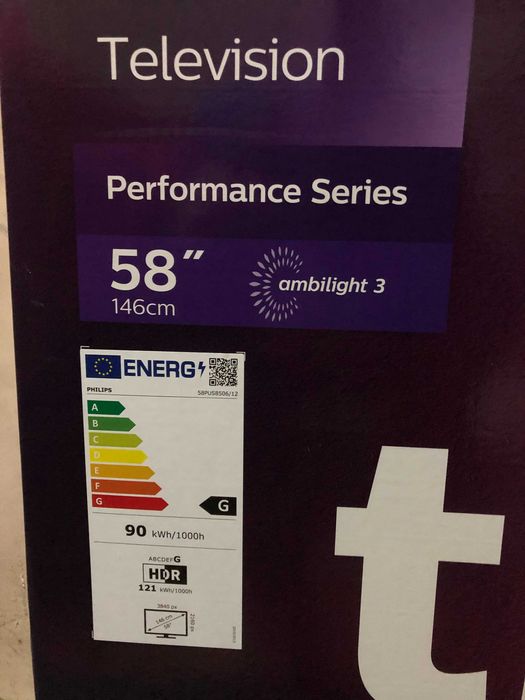 Television
Performance Series
58"
146cm
ambilight 3
ENERG
PHILIPS
58PUS8506/12
A
B
C
D
E
F
G
G
90 kWh/1000h
ABCDEFG
HDR
121 kWh/1000h
3840 px
2160 px
146 cm
58"
t